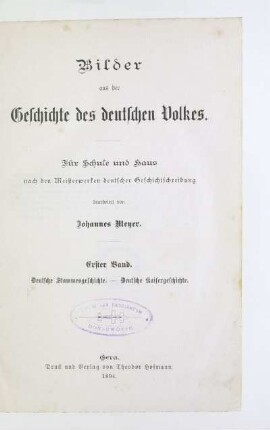 Bilder
aus der
Geschichte des deutschen Volkes.
Für Schule und Haus
nach den Meisterwerken deutscher Geschichtschreibung
bearbeitet von
Johannes Meyer.
Erster Band.
Deutsche Stammesgeschichte. — Deutsche Kaisergeschichte.
Gera.
Druck und Verlag von Theodor Hofmann.